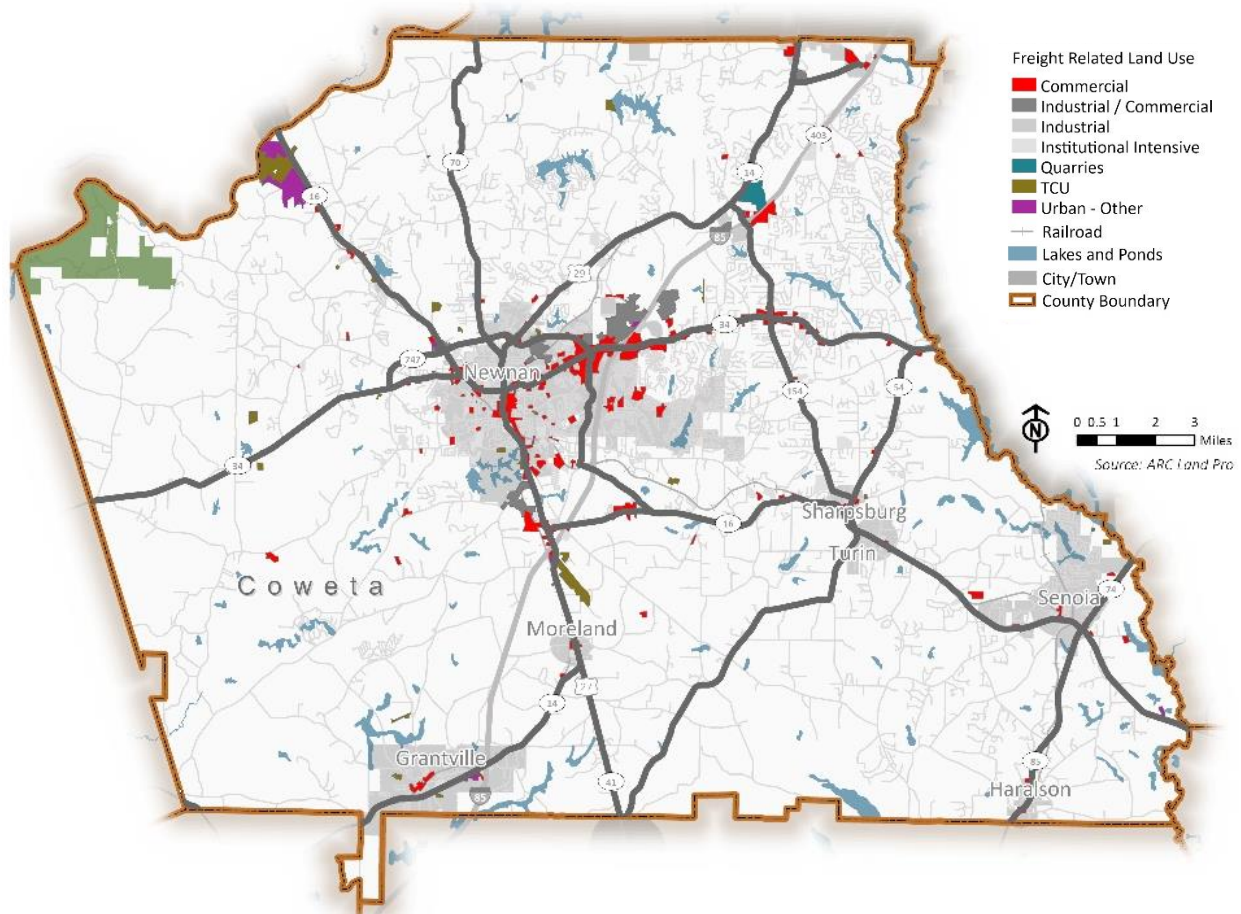 Freight Related Land Use
Commercial
Industrial / Commercial
Industrial
Institutional Intensive
Quarries
TCU
Urban - Other
Railroad
Lakes and Ponds
City/Town
County Boundary
N
0 0.5 1 2 3
Miles
Source: ARC Land Pro
403
70
14
16
85
29
34
747
Newnan
154
54
34
16
Sharpsburg
Turin
Coweta
Senoia
74
Moreland
27
14
Grantville
85
41
85
Haralson